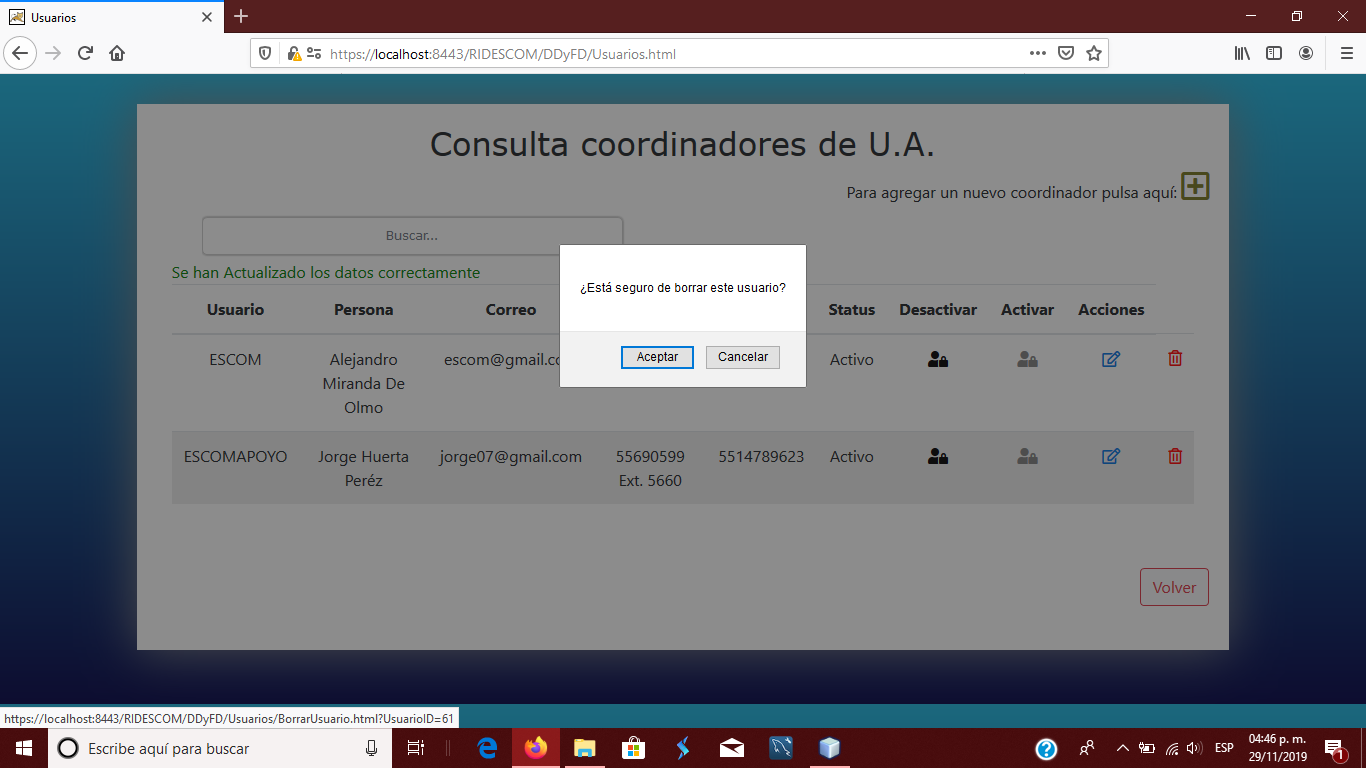 Usuarios
https://localhost:8443/RIDESCOM/DDyFD/Usuarios.html
Consulta coordinadores de U.A.
Para agregar un nuevo coordinador pulsa aquí:
Buscar...
Se han Actualizado los datos correctamente
¿Está seguro de borrar este usuario?
Aceptar Cancelar
Usuario Persona Correo Status Desactivar Activar Acciones
ESCOM Alejandro escom@gmail.co Activo
Miranda De
Olmo
ESCOMAPOYO Jorge Huerta jorge07@gmail.com 55690599 5514789623 Activo
Peréz Ext. 5660
Volver
https://localhost:8443/RIDESCOM/DDyFD/Usuarios/BorrarUsuario.html?UsuarioID=61
Escribe aquí para buscar
ESP
04:46 p. m.
29/11/2019
1